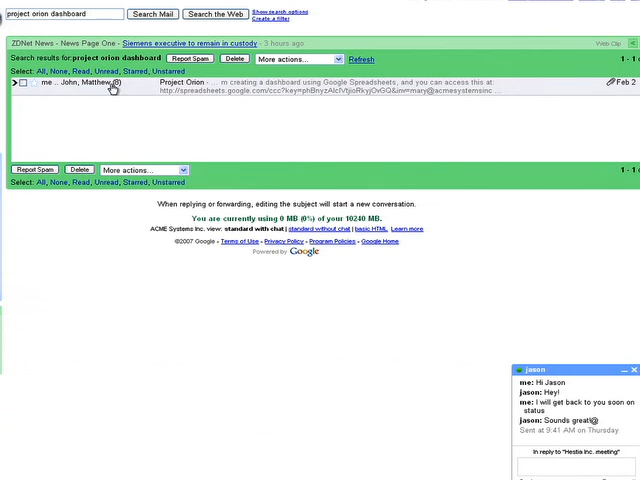 project orion dashboard Search Mail Search the Web Show search options
Create a filter
ZDNet News - News Page One - Siemens executive to remain in custody - 3 hours ago Web Clip <
Search results for: project orion dashboard Report Spam Delete More actions... Refresh 1 - 1
Select: All, None, Read, Unread, Starred, Unstarred
me .. John, Matthew (8) Project Orion - ... m creating a dashboard using Google Spreadsheets, and you can access this at: Feb 2
http://spreadsheets.google.com/ccc?key=phBnyzAlcIVtjioRkyjOvGQ&inv=mary@acmesystemsinc ...
Report Spam Delete More actions... 1 - 1
Select: All, None, Read, Unread, Starred, Unstarred
When replying or forwarding, editing the subject will start a new conversation.
You are currently using 0 MB (0%) of your 10240 MB.
ACME Systems Inc. view: standard with chat | standard without chat | basic HTML Learn more
©2007 Google - Terms of Use - Privacy Policy - Program Policies - Google Home
Powered by Google
jason
me: Hi Jason
jason: Hey!
me: I will get back to you soon on
status
jason: Sounds great!@
Sent at 9:41 AM on Thursday
In reply to "Hestia Inc. meeting"